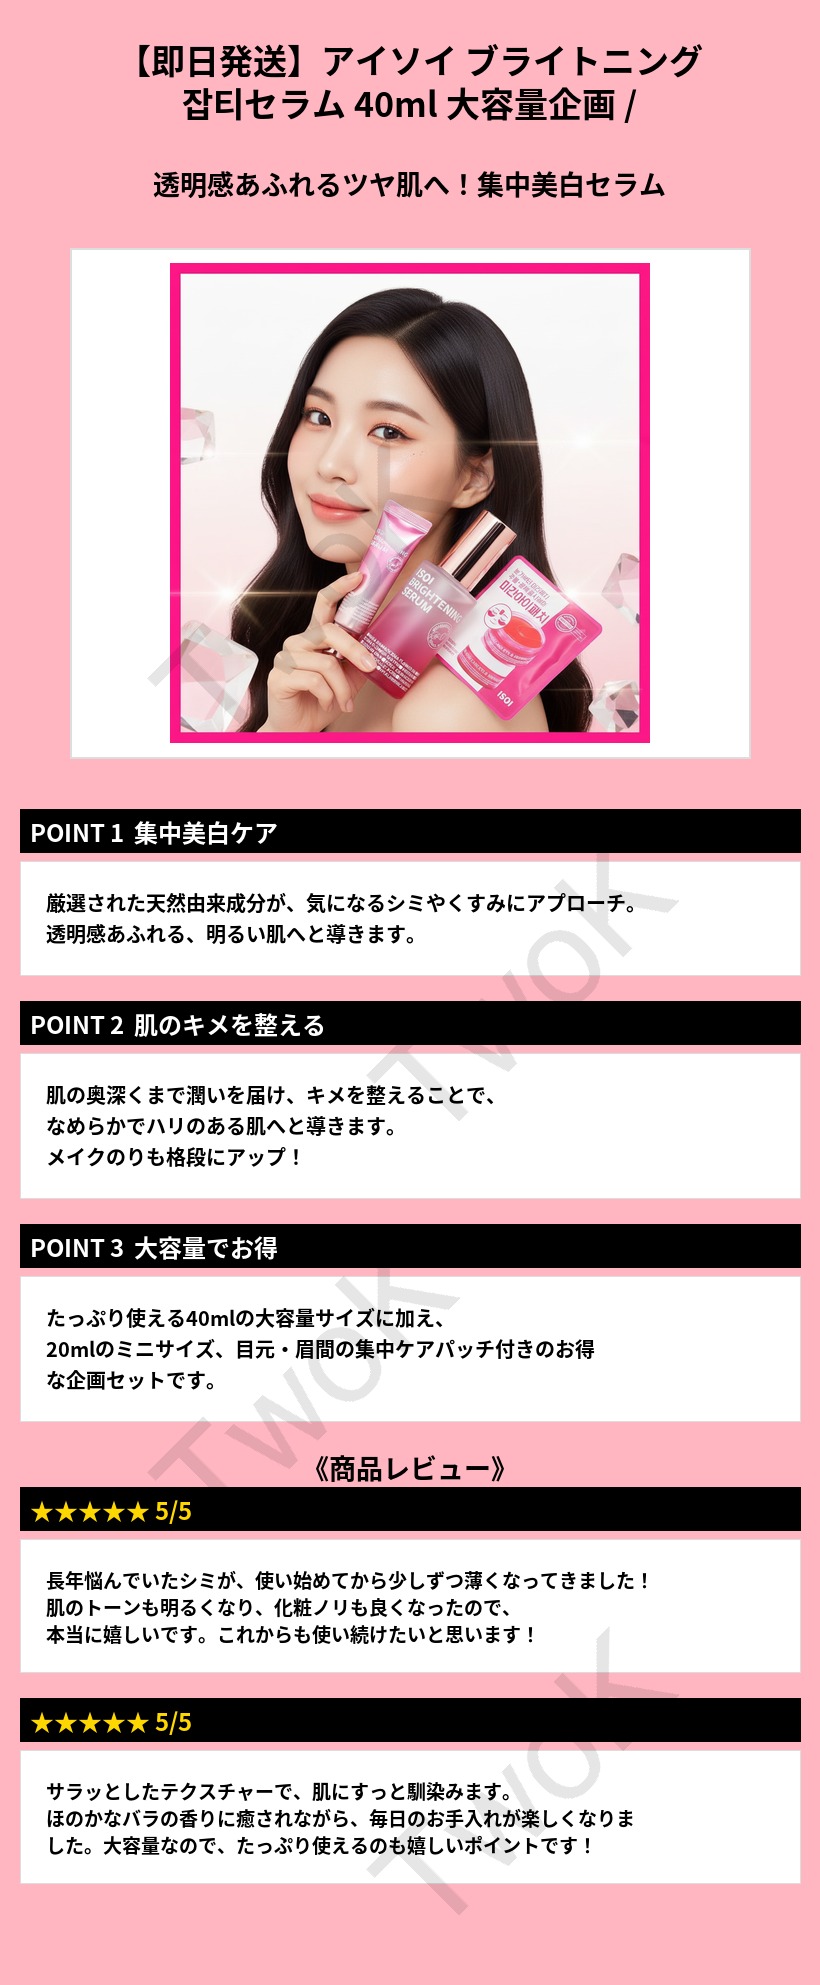 【即日発送】アイソイ ブライトニング
잡티セラム 40ml 大容量企画 /
透明感あふれるツヤ肌へ！集中美白セラム
ISOI
BRIGHTENING
SERUM
미간아이패치
ISOI
TwoK
POINT 1 集中美白ケア
厳選された天然由来成分が、気になるシミやくすみにアプローチ。
透明感あふれる、明るい肌へと導きます。
TwoK
POINT 2 肌のキメを整える
肌の奥深くまで潤いを届け、キメを整えることで、
なめらかでハリのある肌へと導きます。
メイクのりも格段にアップ！
POINT 3 大容量でお得
たっぷり使える40mlの大容量サイズに加え、
20mlのミニサイズ、目元・眉間の集中ケアパッチ付きのお得
な企画セットです。
TwoK
《商品レビュー》
★★★★★ 5/5
長年悩んでいたシミが、使い始めてから少しずつ薄くなってきました！
肌のトーンも明るくなり、化粧ノリも良くなったので、
本当に嬉しいです。これからも使い続けたいと思います！
★★★★★ 5/5
サラッとしたテクスチャーで、肌にすっと馴染みます。
ほのかなバラの香りに癒されながら、毎日のお手入れが楽しくなりま
した。大容量なので、たっぷり使えるのも嬉しいポイントです！
TwoK